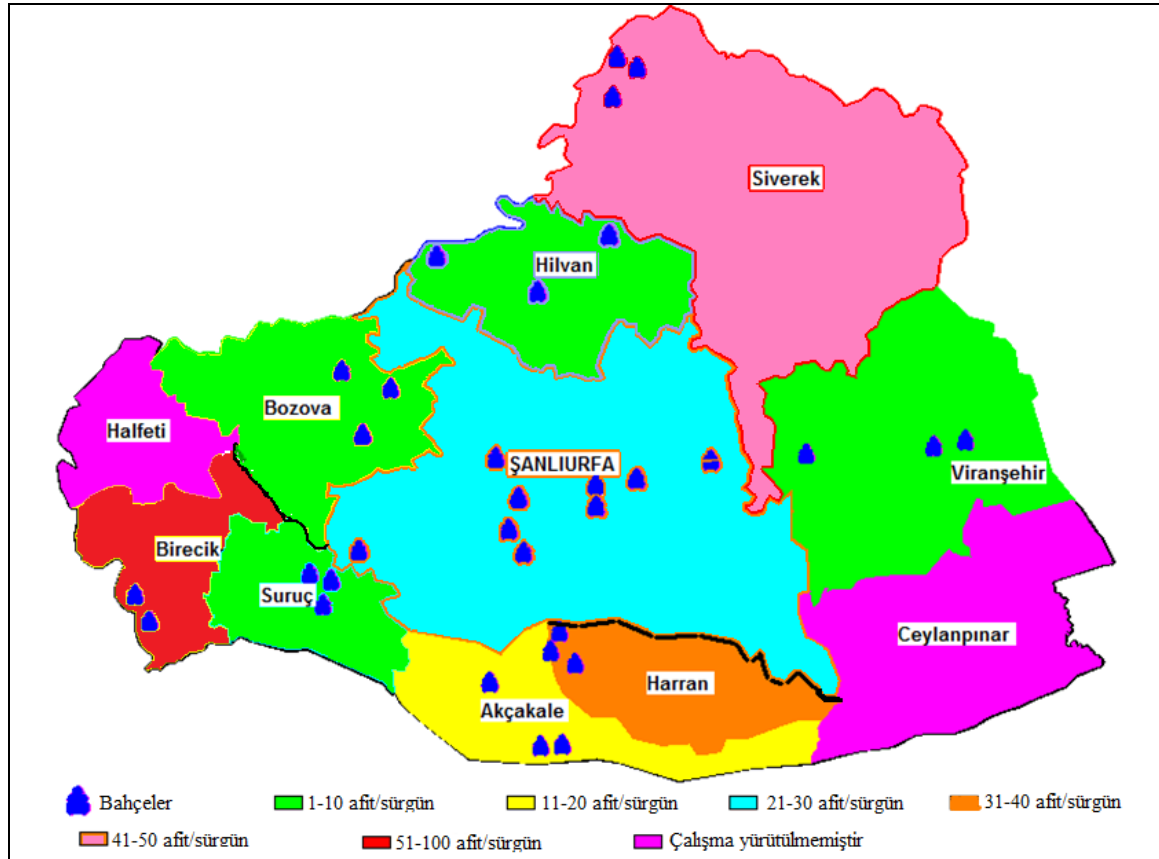 Siverek
Hilvan
Bozova
Halfeti
ŞANLIURFA
Viranşehir
Birecik
Suruç
Ceylanpınar
Harran
Akçakale
Bahçeler
1-10 afit/sürgün
11-20 afit/sürgün
21-30 afit/sürgün
31-40 afit/sürgün
41-50 afit/sürgün
51-100 afit/sürgün
Çalışma yürütülmemiştir